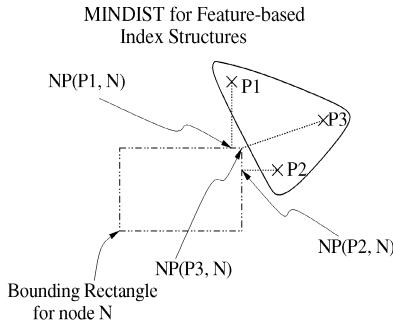 MINDIST for Feature-based
Index Structures
NP(P1, N)
P1
P3
P2
NP(P2, N)
NP(P3, N)
Bounding Rectangle
for node N